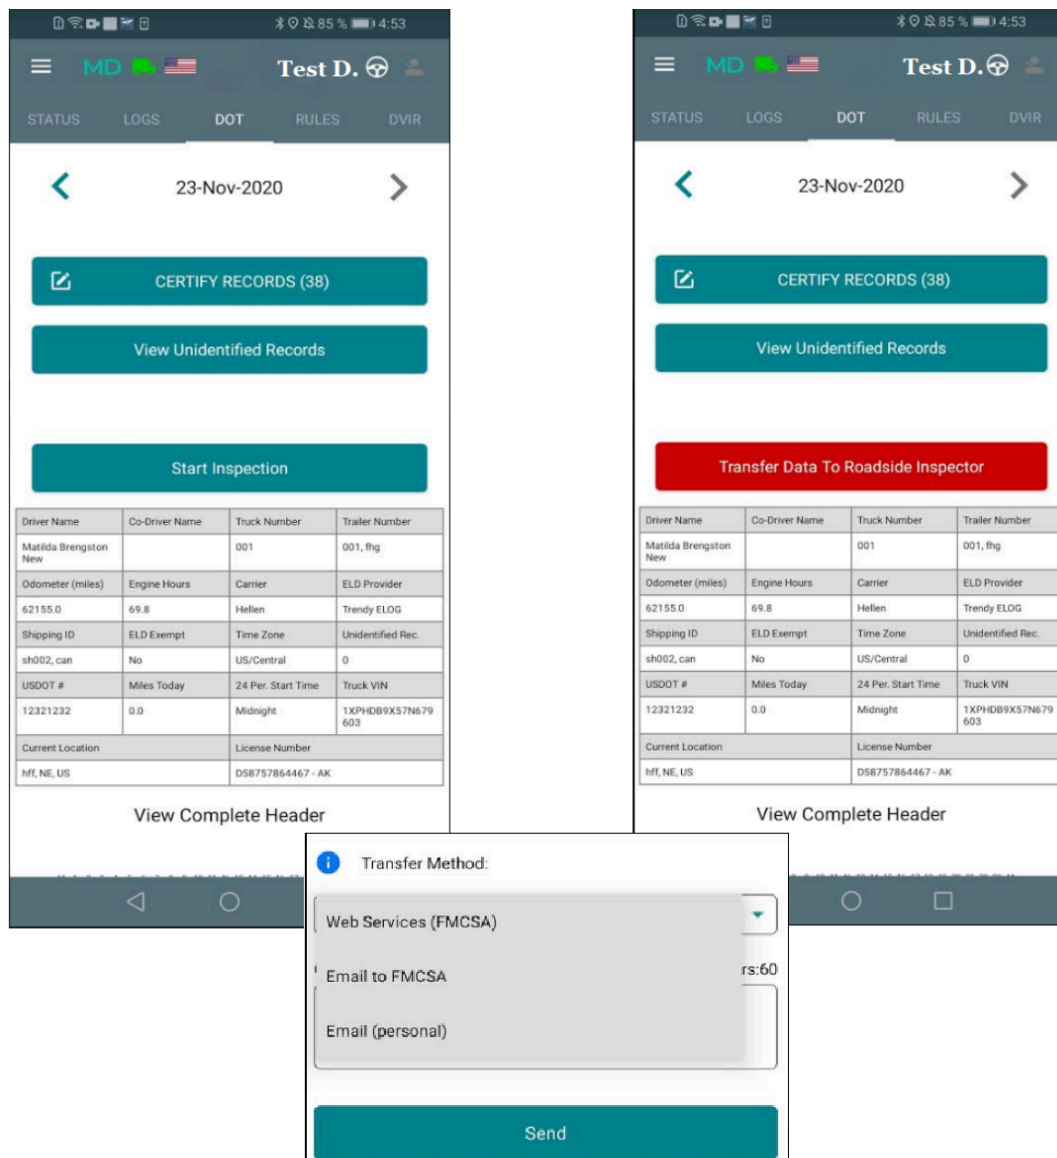 85 % 4:53
MD Test D.
STATUS LOGS DOT RULES DVIR
23-Nov-2020
CERTIFY RECORDS (38)
View Unidentified Records
Start Inspection
Driver Name Co-Driver Name Truck Number Trailer Number
Matilda Brengston New 001 001, fhg
Odometer (miles) Engine Hours Carrier ELD Provider
62155.0 69.8 Hellen Trendy ELOG
Shipping ID ELD Exempt Time Zone Unidentified Rec.
sh002, can No US/Central 0
USDOT # Miles Today 24 Per. Start Time Truck VIN
12321232 0.0 Midnight 1XPHDB9X57N679603
Current Location License Number
hff, NE, US D58757864467 - AK
View Complete Header
85 % 4:53
MD Test D.
STATUS LOGS DOT RULES DVIR
23-Nov-2020
CERTIFY RECORDS (38)
View Unidentified Records
Transfer Data To Roadside Inspector
Driver Name Co-Driver Name Truck Number Trailer Number
Matilda Brengston New 001 001, fhg
Odometer (miles) Engine Hours Carrier ELD Provider
62155.0 69.8 Hellen Trendy ELOG
Shipping ID ELD Exempt Time Zone Unidentified Rec.
sh002, can No US/Central 0
USDOT # Miles Today 24 Per. Start Time Truck VIN
12321232 0.0 Midnight 1XPHDB9X57N679603
Current Location License Number
hff, NE, US D58757864467 - AK
View Complete Header
Transfer Method:
Web Services (FMCSA)
rs:60
Email to FMCSA
Email (personal)
Send